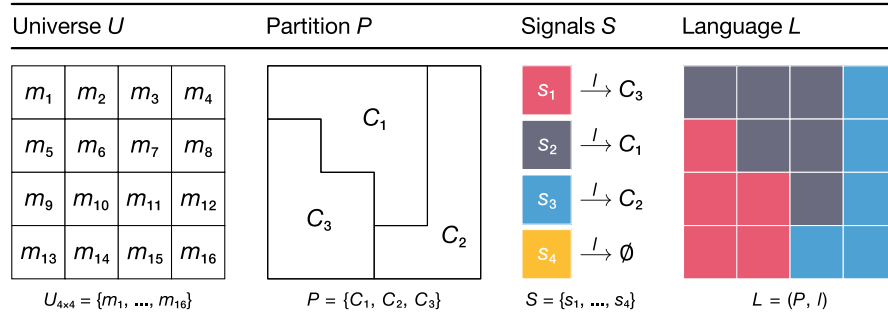 Universe U Partition P Signals S Language L
m1 m2 m3 m4
m5 m6 m7 m8
m9 m10 m11 m12
m13 m14 m15 m16
C1
C3
C2
s1 l→ C3
s2 l→ C1
s3 l→ C2
s4 l→ ∅
U4×4 = {m1, ..., m16} P = {C1, C2, C3} S = {s1, ..., s4} L = (P, l)